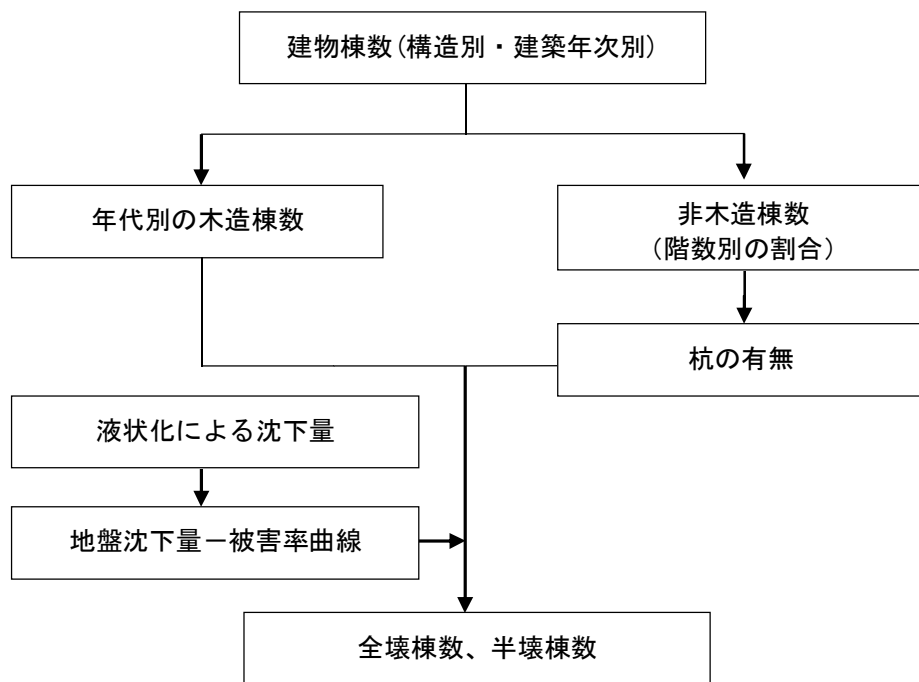 建物棟数(構造別・建築年次別)
年代別の木造棟数
非木造棟数
（階数別の割合）
杭の有無
液状化による沈下量
地盤沈下量－被害率曲線
全壊棟数、半壊棟数